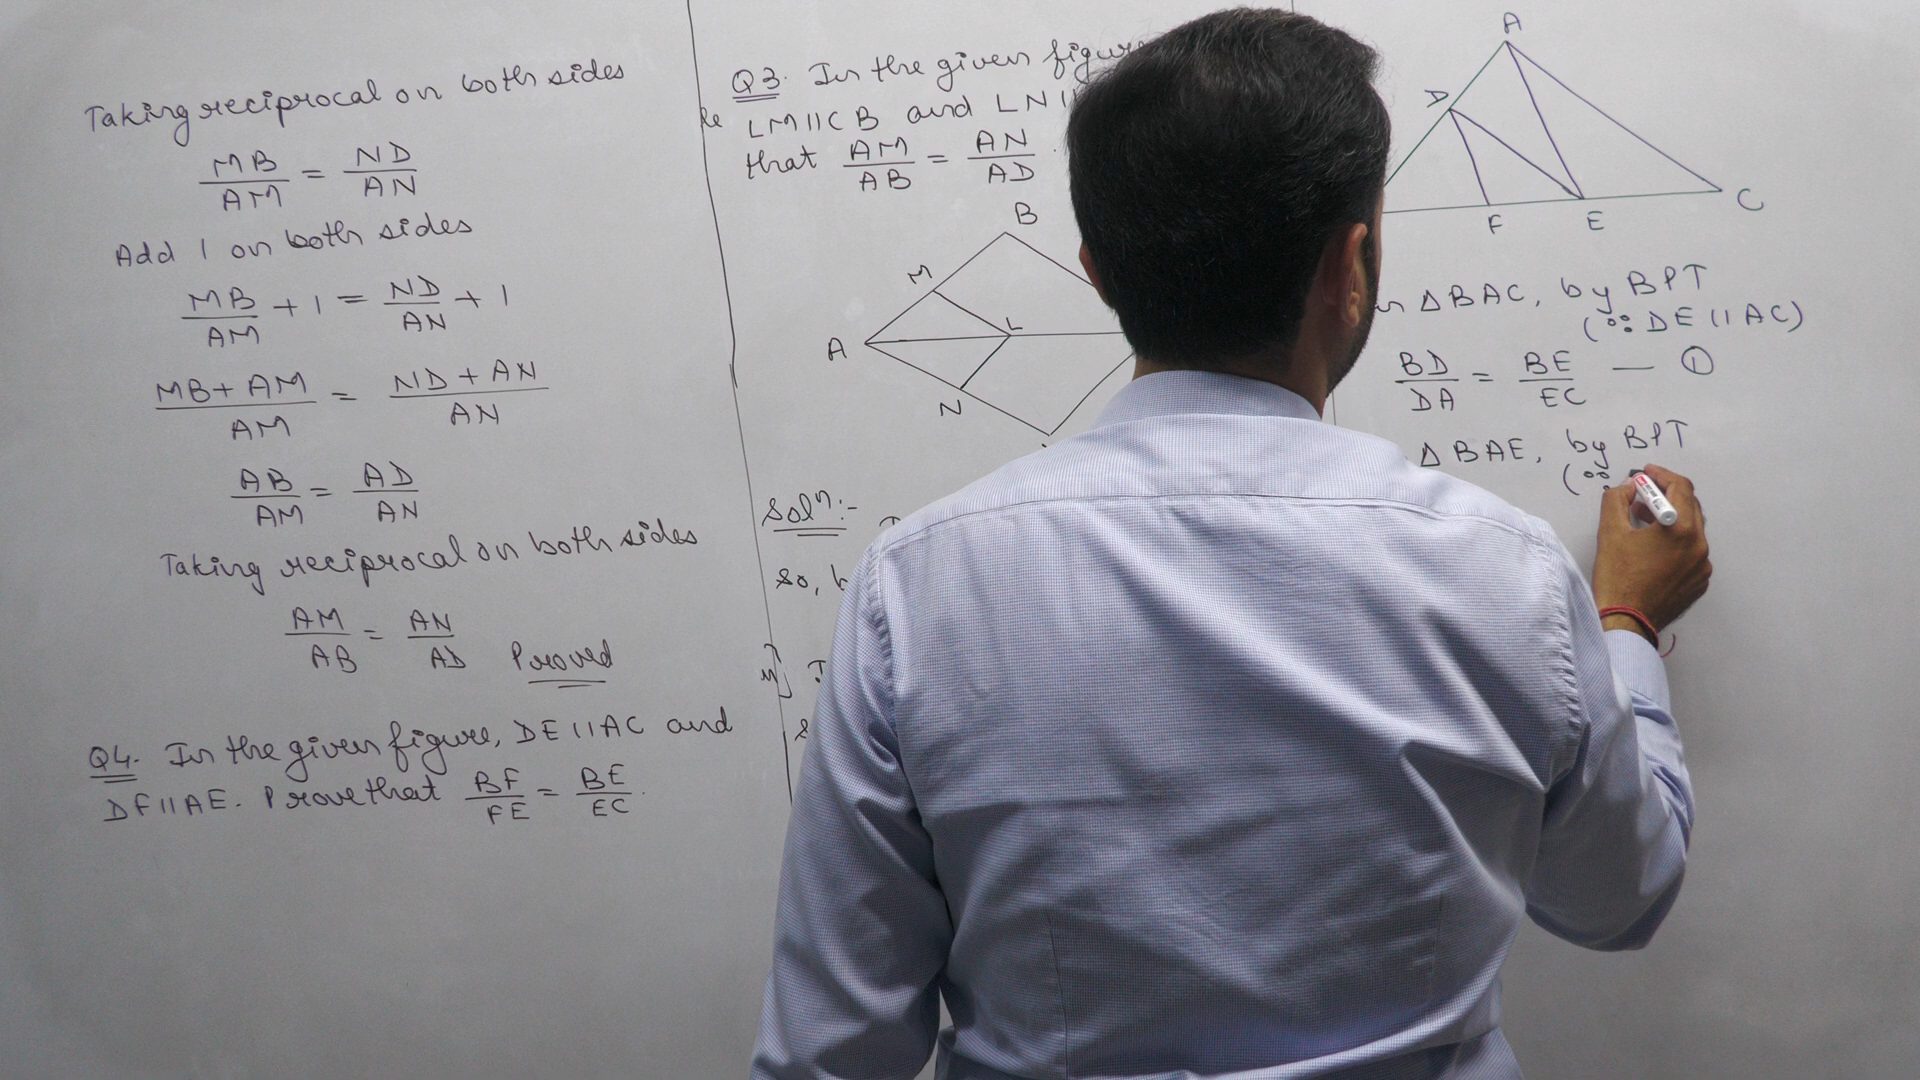 Taking reciprocal on both sides
MB/AM = ND/AN
Add 1 on both sides
MB/AM + 1 = ND/AN + 1
MB + AM/AM = ND + AN/AN
AB/AM = AD/AN
Taking reciprocal on both sides
AM/AB = AN/AD Proved
Q4. In the given figure, DE || AC and
DF || AE. Prove that BF/FE = BE/EC.
Q3. In the given figure
LM || CB and LN ||
that AM/AB = AN/AD.
B
M
L
A
N
Solⁿ:-
so,
A
D
F E C
ΔBAC, by BPT
(∵ DE || AC)
BD/DA = BE/EC — ①
ΔBAE, by BPT
(∵